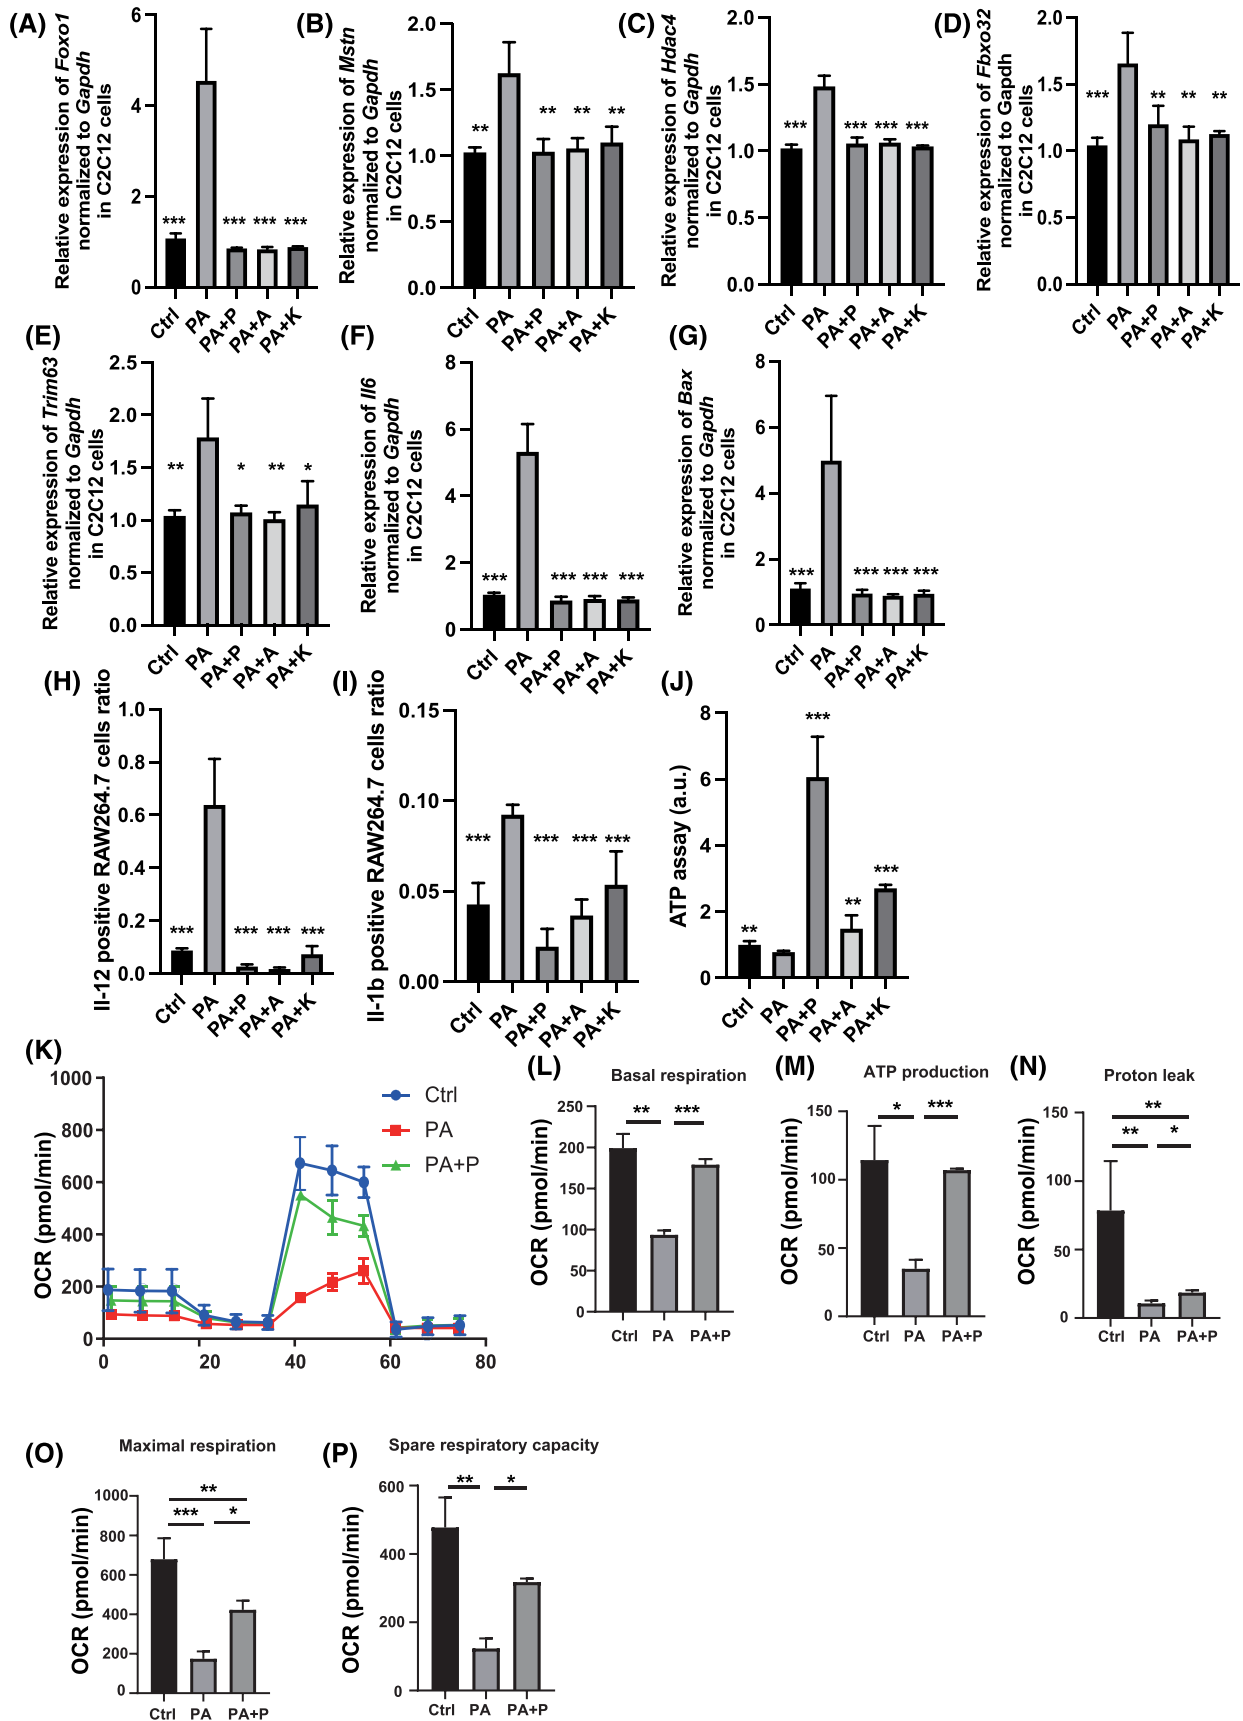 (A)
Relative expression of Foxo1
normalized to Gapdh
in C2C12 cells
6
4
2
0
***
***
***
***
Ctrl
PA
PA+P
PA+A
PA+K
(B)
Relative expression of Mstn
normalized to Gapdh
in C2C12 cells
2.0
1.5
1.0
0.5
0.0
**
**
**
**
Ctrl
PA
PA+P
PA+A
PA+K
(C)
Relative expression of Hdac4
normalized to Gapdh
in C2C12 cells
2.0
1.5
1.0
0.5
0.0
***
***
***
***
Ctrl
PA
PA+P
PA+A
PA+K
(D)
Relative expression of Fbxo32
normalized to Gapdh
in C2C12 cells
2.0
1.5
1.0
0.5
0.0
***
**
**
**
Ctrl
PA
PA+P
PA+A
PA+K
(E)
Relative expression of Trim63
normalized to Gapdh
in C2C12 cells
2.5
2.0
1.5
1.0
0.5
0.0
**
*
**
*
Ctrl
PA
PA+P
PA+A
PA+K
(F)
Relative expression of Il6
normalized to Gapdh
in C2C12 cells
8
6
4
2
0
***
***
***
***
Ctrl
PA
PA+P
PA+A
PA+K
(G)
Relative expression of Bax
normalized to Gapdh
in C2C12 cells
8
6
4
2
0
***
***
***
***
Ctrl
PA
PA+P
PA+A
PA+K
(H)
Il-12 positive RAW264.7 cells ratio
1.0
0.8
0.6
0.4
0.2
0.0
***
***
***
***
Ctrl
PA
PA+P
PA+A
PA+K
(I)
Il-1b positive RAW264.7 cells ratio
0.15
0.10
0.05
0.00
***
***
***
***
Ctrl
PA
PA+P
PA+A
PA+K
(J)
ATP assay (a.u.)
8
6
4
2
0
**
***
**
***
Ctrl
PA
PA+P
PA+A
PA+K
(K)
OCR (pmol/min)
1000
800
600
400
200
0
0
20
40
60
80
Ctrl
PA
PA+P
(L)
Basal respiration
OCR (pmol/min)
250
200
150
100
50
0
**
***
Ctrl
PA
PA+P
(M)
ATP production
OCR (pmol/min)
150
100
50
0
*
***
Ctrl
PA
PA+P
(N)
Proton leak
OCR (pmol/min)
150
100
50
0
**
**
*
Ctrl
PA
PA+P
(O)
Maximal respiration
OCR (pmol/min)
1000
800
600
400
200
0
**
***
*
Ctrl
PA
PA+P
(P)
Spare respiratory capacity
OCR (pmol/min)
600
400
200
0
**
*
Ctrl
PA
PA+P